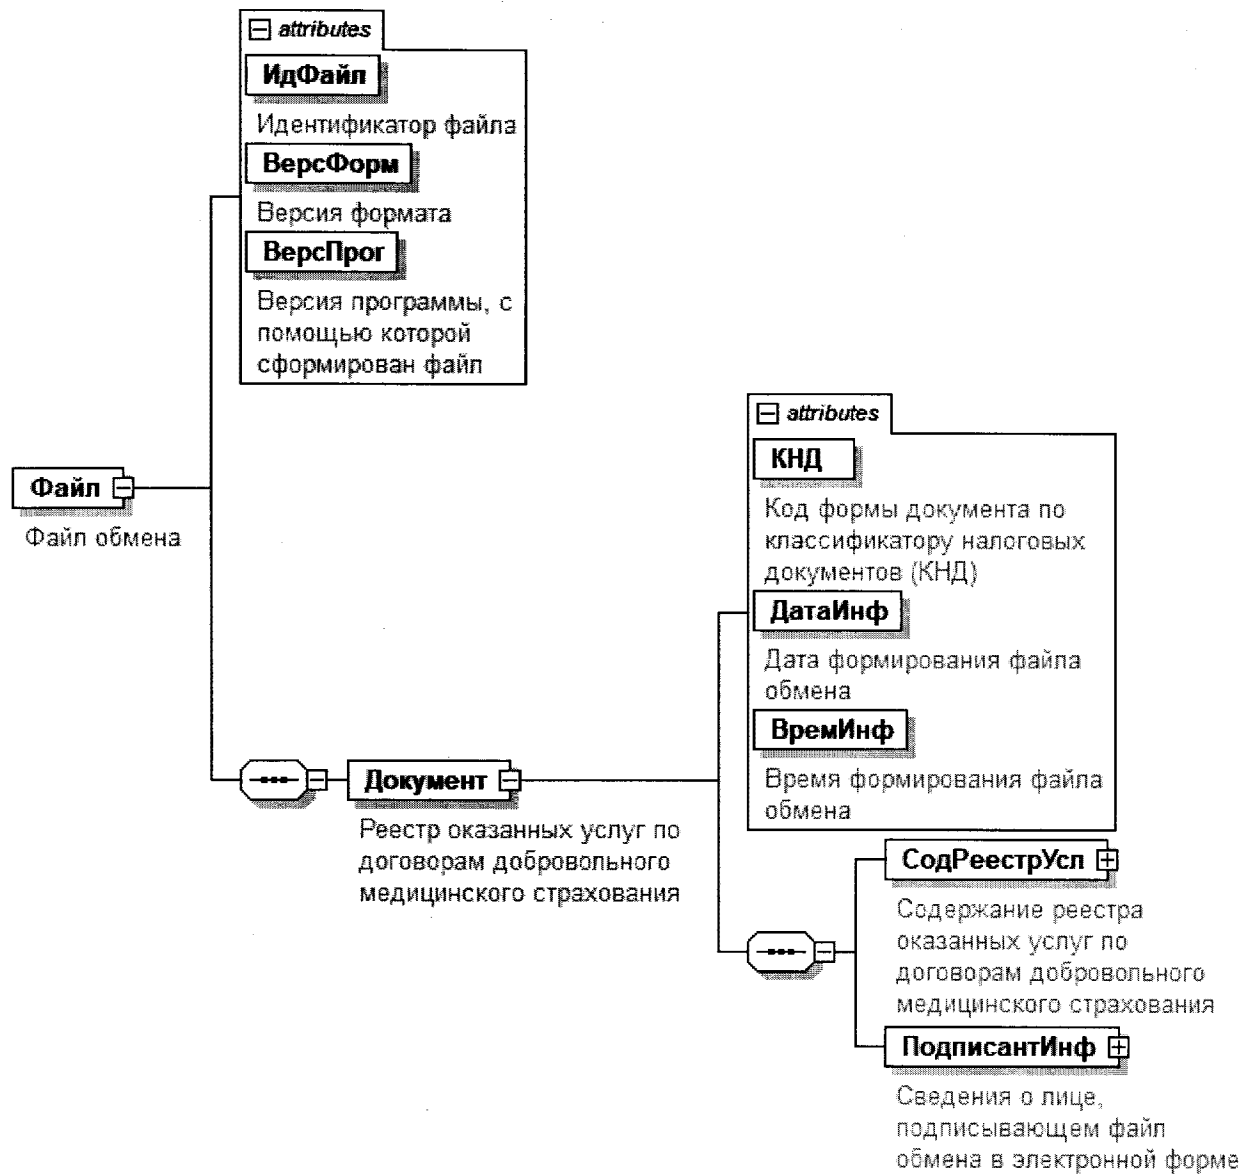 attributes
ИдФайл
Идентификатор файла
ВерсФорм
Версия формата
ВерсПрог
Версия программы, с
помощью которой
сформирован файл
Файл
Файл обмена
Документ
Реестр оказанных услуг по
договорам добровольного
медицинского страхования
attributes
КНД
Код формы документа по
классификатору налоговых
документов (КНД)
ДатаИнф
Дата формирования файла
обмена
ВремИнф
Время формирования файла
обмена
СодРеестрУсл
Содержание реестра
оказанных услуг по
договорам добровольного
медицинского страхования
ПодписантИнф
Сведения о лице,
подписывающем файл
обмена в электронной форме